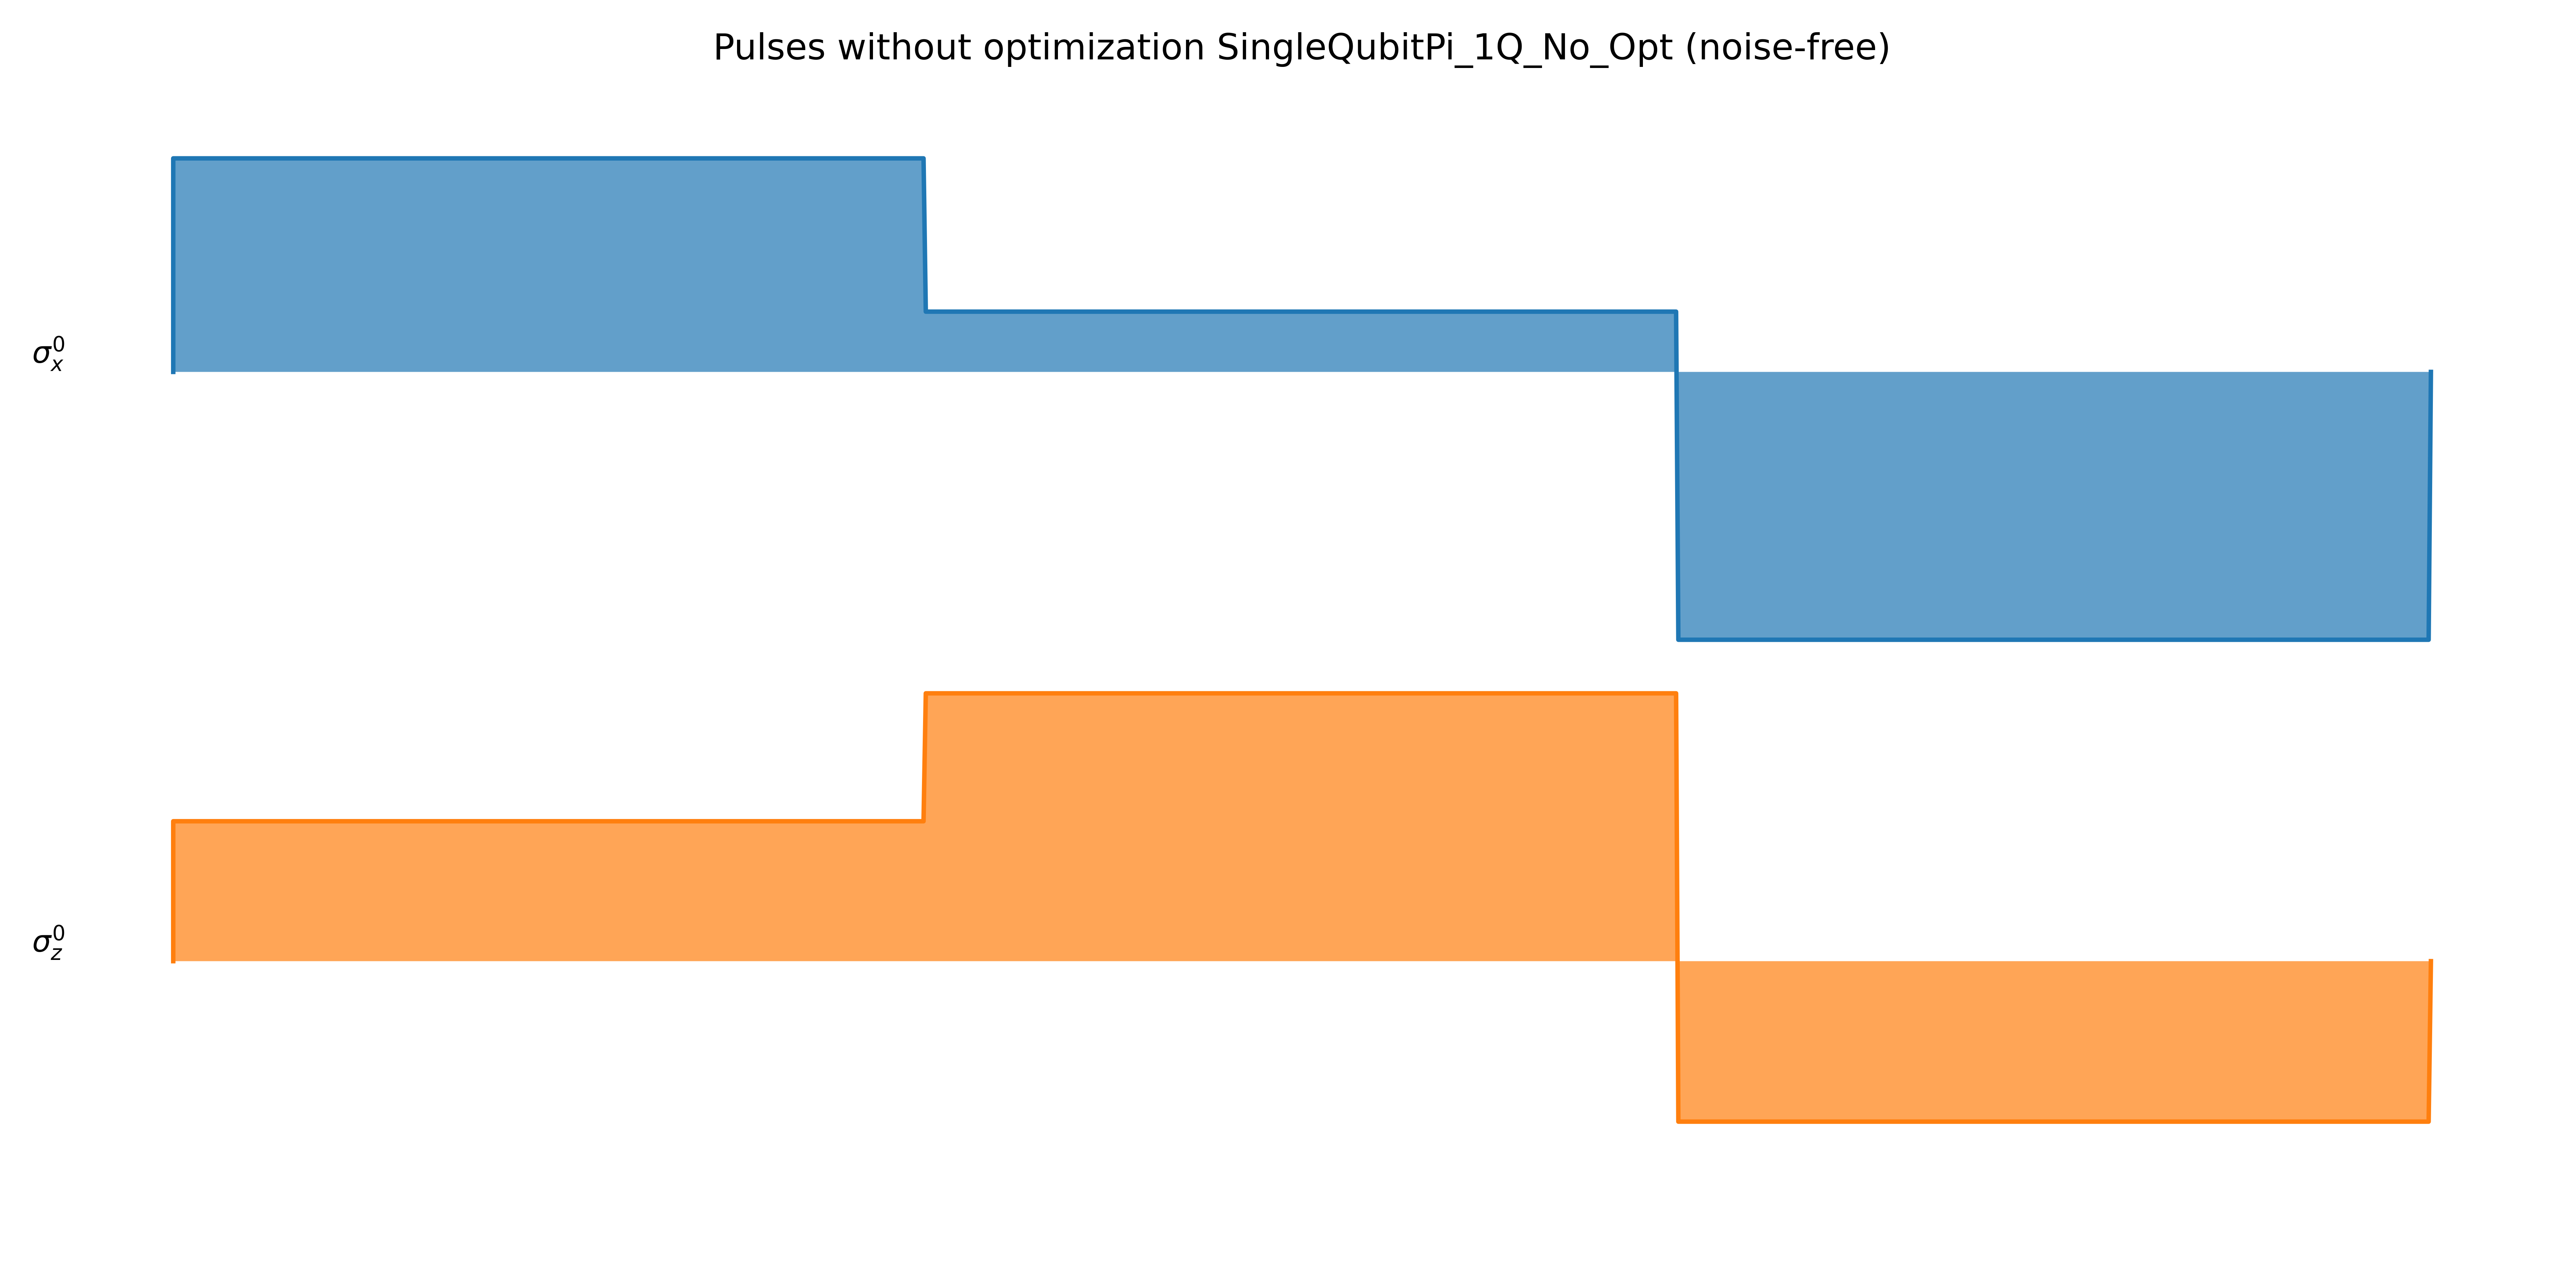 Pulses without optimization SingleQubitPi_1Q_No_Opt (noise-free)
σ_x^0
σ_z^0